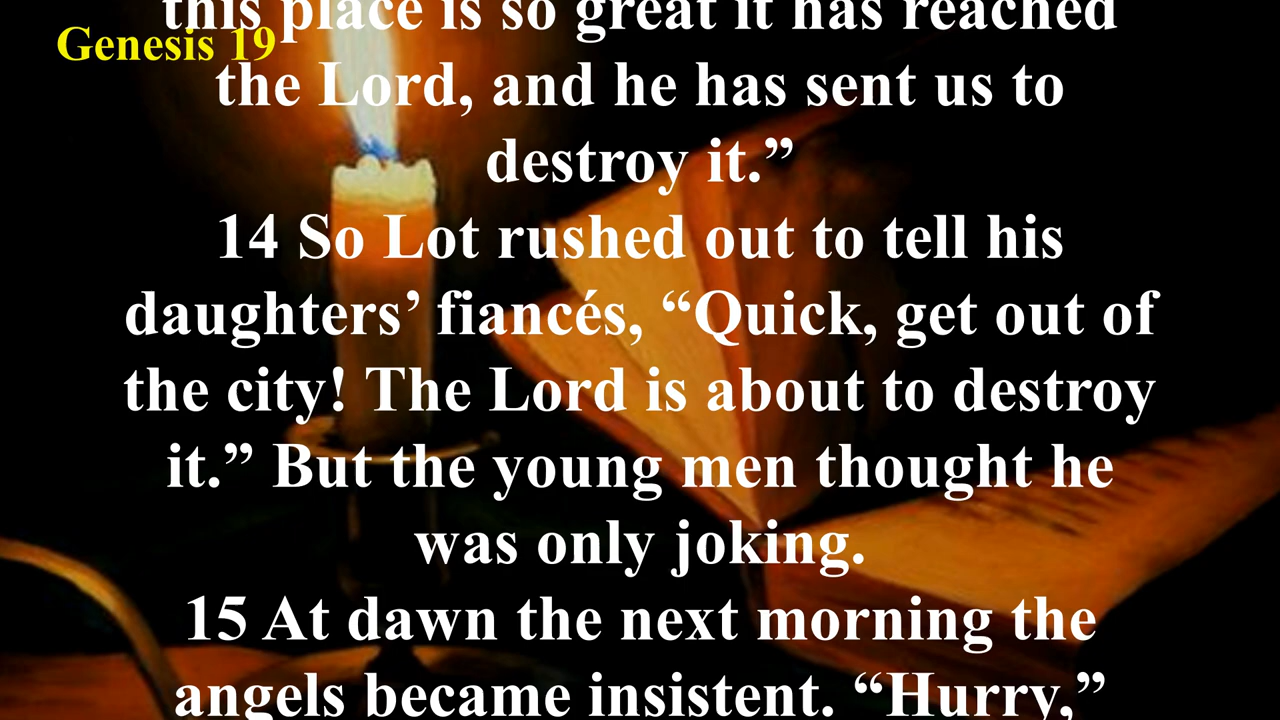 this place is so great it has reached
Genesis 19
the Lord, and he has sent us to
destroy it.”
14 So Lot rushed out to tell his
daughters’ fiancés, “Quick, get out of
the city! The Lord is about to destroy
it.” But the young men thought he
was only joking.
15 At dawn the next morning the
angels became insistent. “Hurry,”